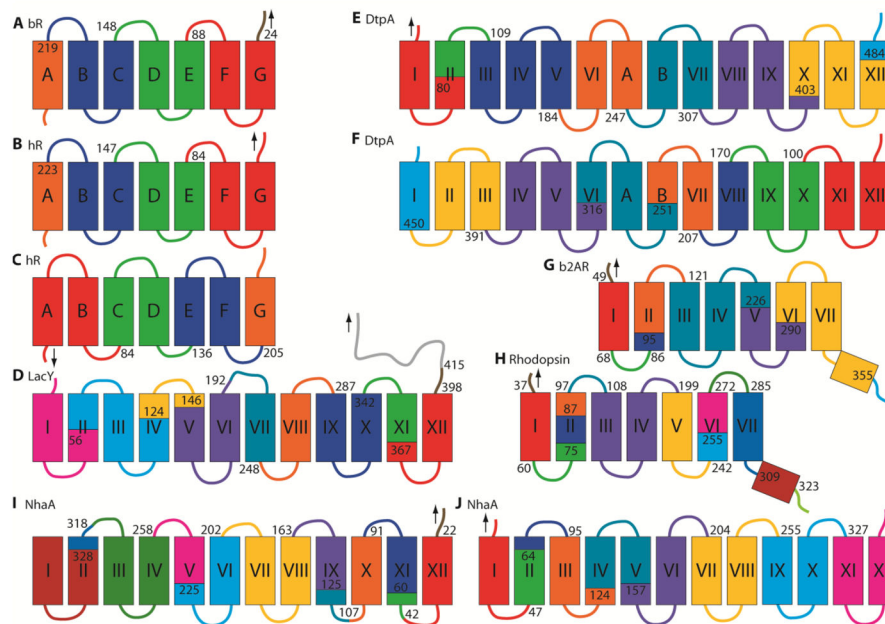 A bR
219 148 88 24
A B C D E F G
B hR
223 147 84
A B C D E F G
C hR
A B C D E F G
84 136 205
D LacY
192 146 287 342 415 398
124 56 367 248
I II III IV V VI VII VIII IX X XI XII
E DtpA
109 484
I II III IV V VI A B VII VIII IX X XI XII
80 403
184 247 307
F DtpA
170 100
I II III IV V VI A B VII VIII IX X XI XII
450 316 251
391 207
G b2AR
49 121 226
I II III IV V VI VII
95 290
68 86 355
H Rhodopsin
37 97 108 199 272 285
87
I II III IV V VI VII
75 255
60 242 309 323
I NhaA
318 258 202 163 91 22
328
I II III IV V VI VII VIII IX X XI XII
225 125 60
107 42
J NhaA
95 204 255 327
64
I II III IV V VI VII VIII IX X XI
124 157
47